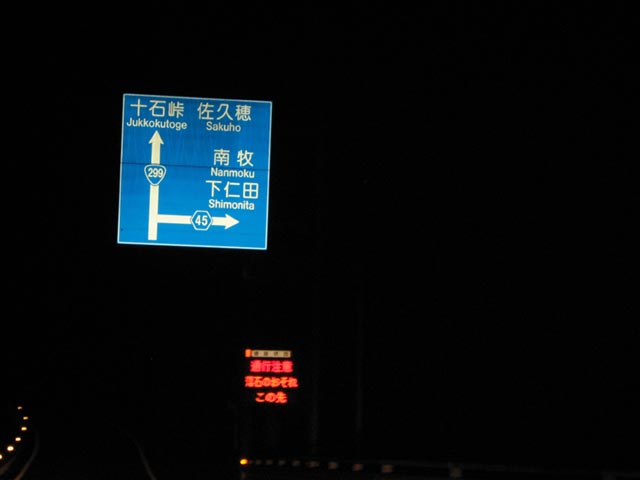 十石峠 佐久穂
Jukkokutoge Sakuho
299
南牧
Nanmoku
下仁田
Shimonita
45
通行注意
落石のおそれ
この先